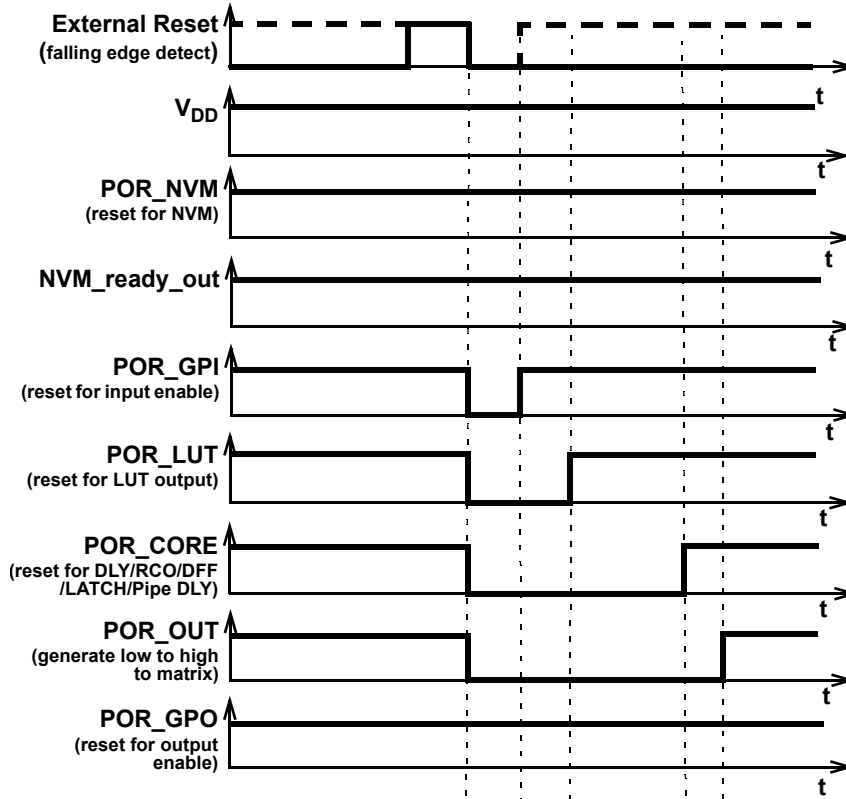 External Reset
(falling edge detect)
t
VDD
t
POR_NVM
(reset for NVM)
t
NVM_ready_out
t
POR_GPI
(reset for input enable)
t
POR_LUT
(reset for LUT output)
t
POR_CORE
(reset for DLY/RCO/DFF
/LATCH/Pipe DLY)
t
POR_OUT
(generate low to high
to matrix)
t
POR_GPO
(reset for output
enable)
t